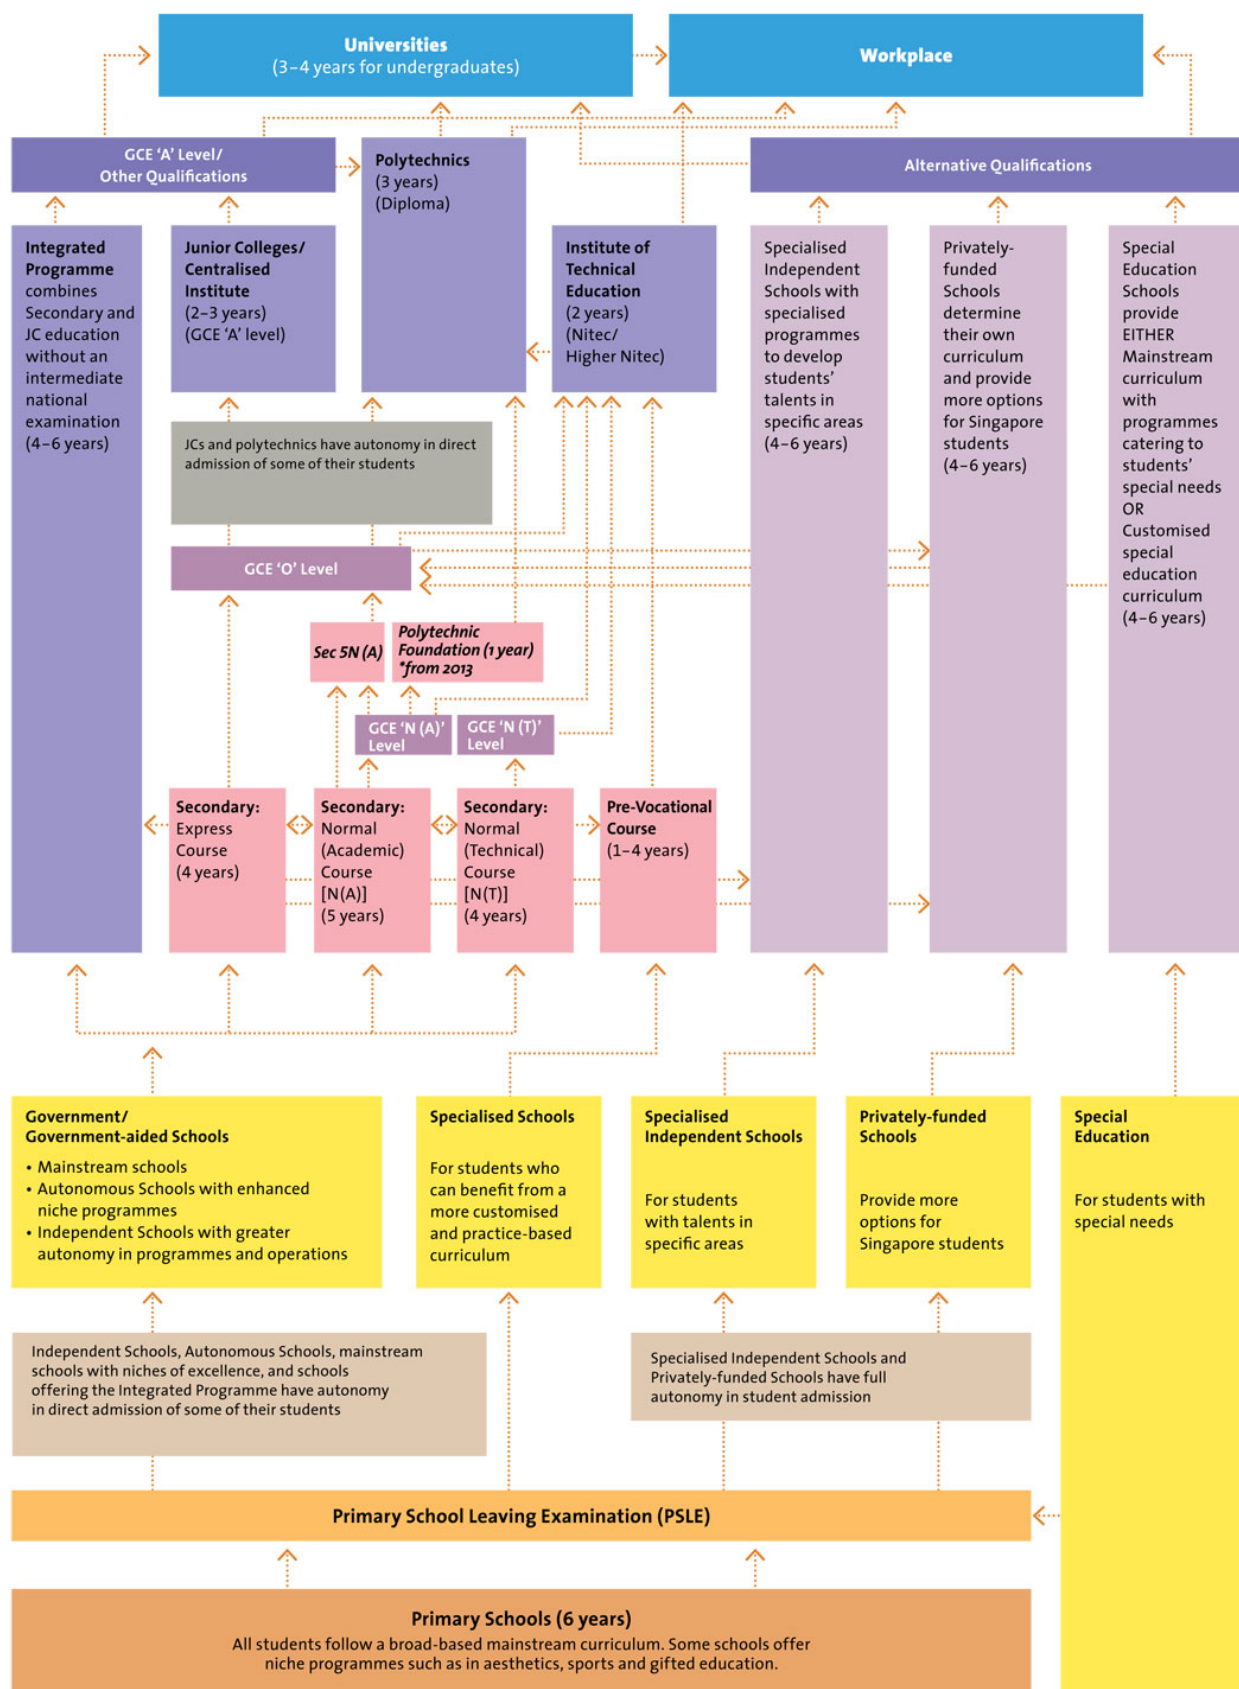 Universities
(3–4 years for undergraduates)
Workplace
GCE ‘A’ Level/
Other Qualifications
Polytechnics
(3 years)
(Diploma)
Alternative Qualifications
Integrated
Programme
combines
Secondary and
JC education
without an
intermediate
national
examination
(4–6 years)
Junior Colleges/
Centralised
Institute
(2–3 years)
(GCE ‘A’ level)
Institute of
Technical
Education
(2 years)
(Nitec/
Higher Nitec)
Specialised
Independent
Schools with
specialised
programmes
to develop
students’
talents in
specific areas
(4–6 years)
Privately-
funded
Schools
determine
their own
curriculum
and provide
more options
for Singapore
students
(4–6 years)
Special
Education
Schools
provide
EITHER
Mainstream
curriculum
with
programmes
catering to
students’
special needs
OR
Customised
special
education
curriculum
(4–6 years)
JCs and polytechnics have autonomy in direct
admission of some of their students
GCE ‘O’ Level
Sec 5N (A)
Polytechnic
Foundation (1 year)
*from 2013
GCE ‘N (A)’
Level
GCE ‘N (T)’
Level
Secondary:
Express
Course
(4 years)
Secondary:
Normal
(Academic)
Course
[N(A)]
(5 years)
Secondary:
Normal
(Technical)
Course
[N(T)]
(4 years)
Pre-Vocational
Course
(1–4 years)
Government/
Government-aided Schools
• Mainstream schools
• Autonomous Schools with enhanced
niche programmes
• Independent Schools with greater
autonomy in programmes and operations
Specialised Schools
For students who
can benefit from a
more customised
and practice-based
curriculum
Specialised
Independent Schools
For students
with talents in
specific areas
Privately-funded
Schools
Provide more
options for
Singapore students
Special
Education
For students with
special needs
Independent Schools, Autonomous Schools, mainstream
schools with niches of excellence, and schools
offering the Integrated Programme have autonomy
in direct admission of some of their students
Specialised Independent Schools and
Privately-funded Schools have full
autonomy in student admission
Primary School Leaving Examination (PSLE)
Primary Schools (6 years)
All students follow a broad-based mainstream curriculum. Some schools offer
niche programmes such as in aesthetics, sports and gifted education.